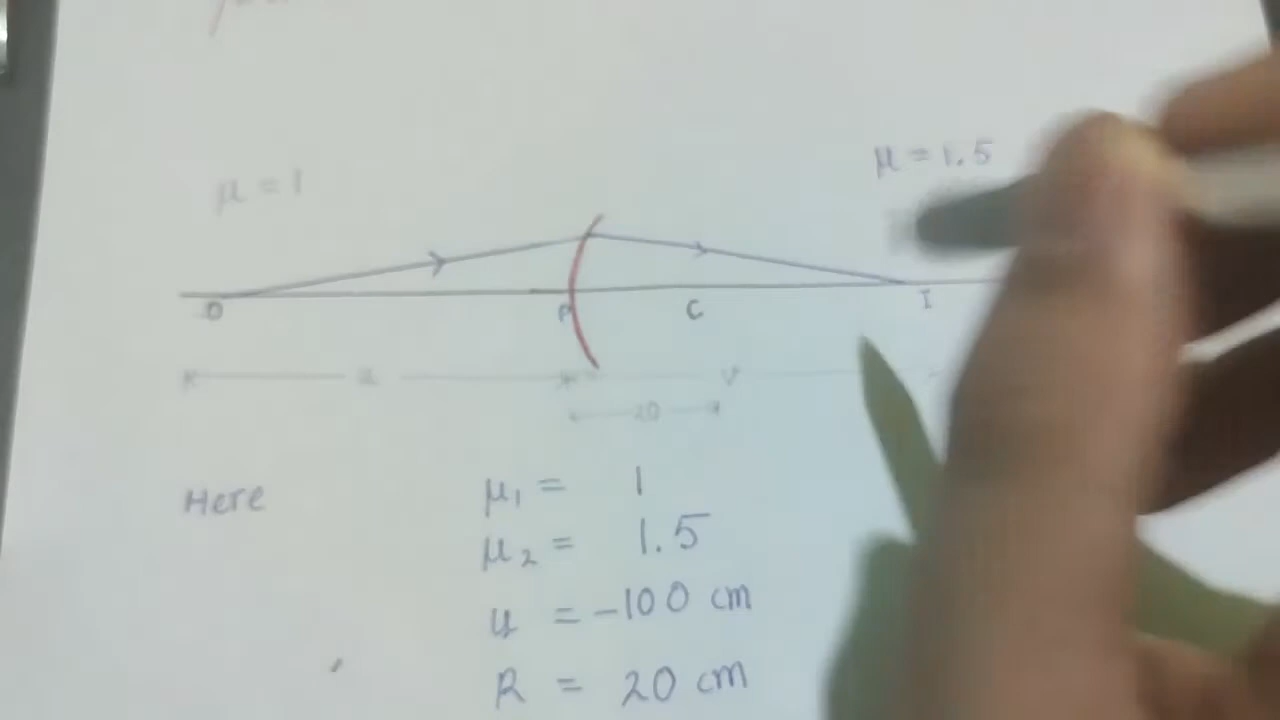 μ = 1
μ = 1.5
O P C I
u v
20
Here μ₁ = 1
μ₂ = 1.5
u = -100 cm
R = 20 cm